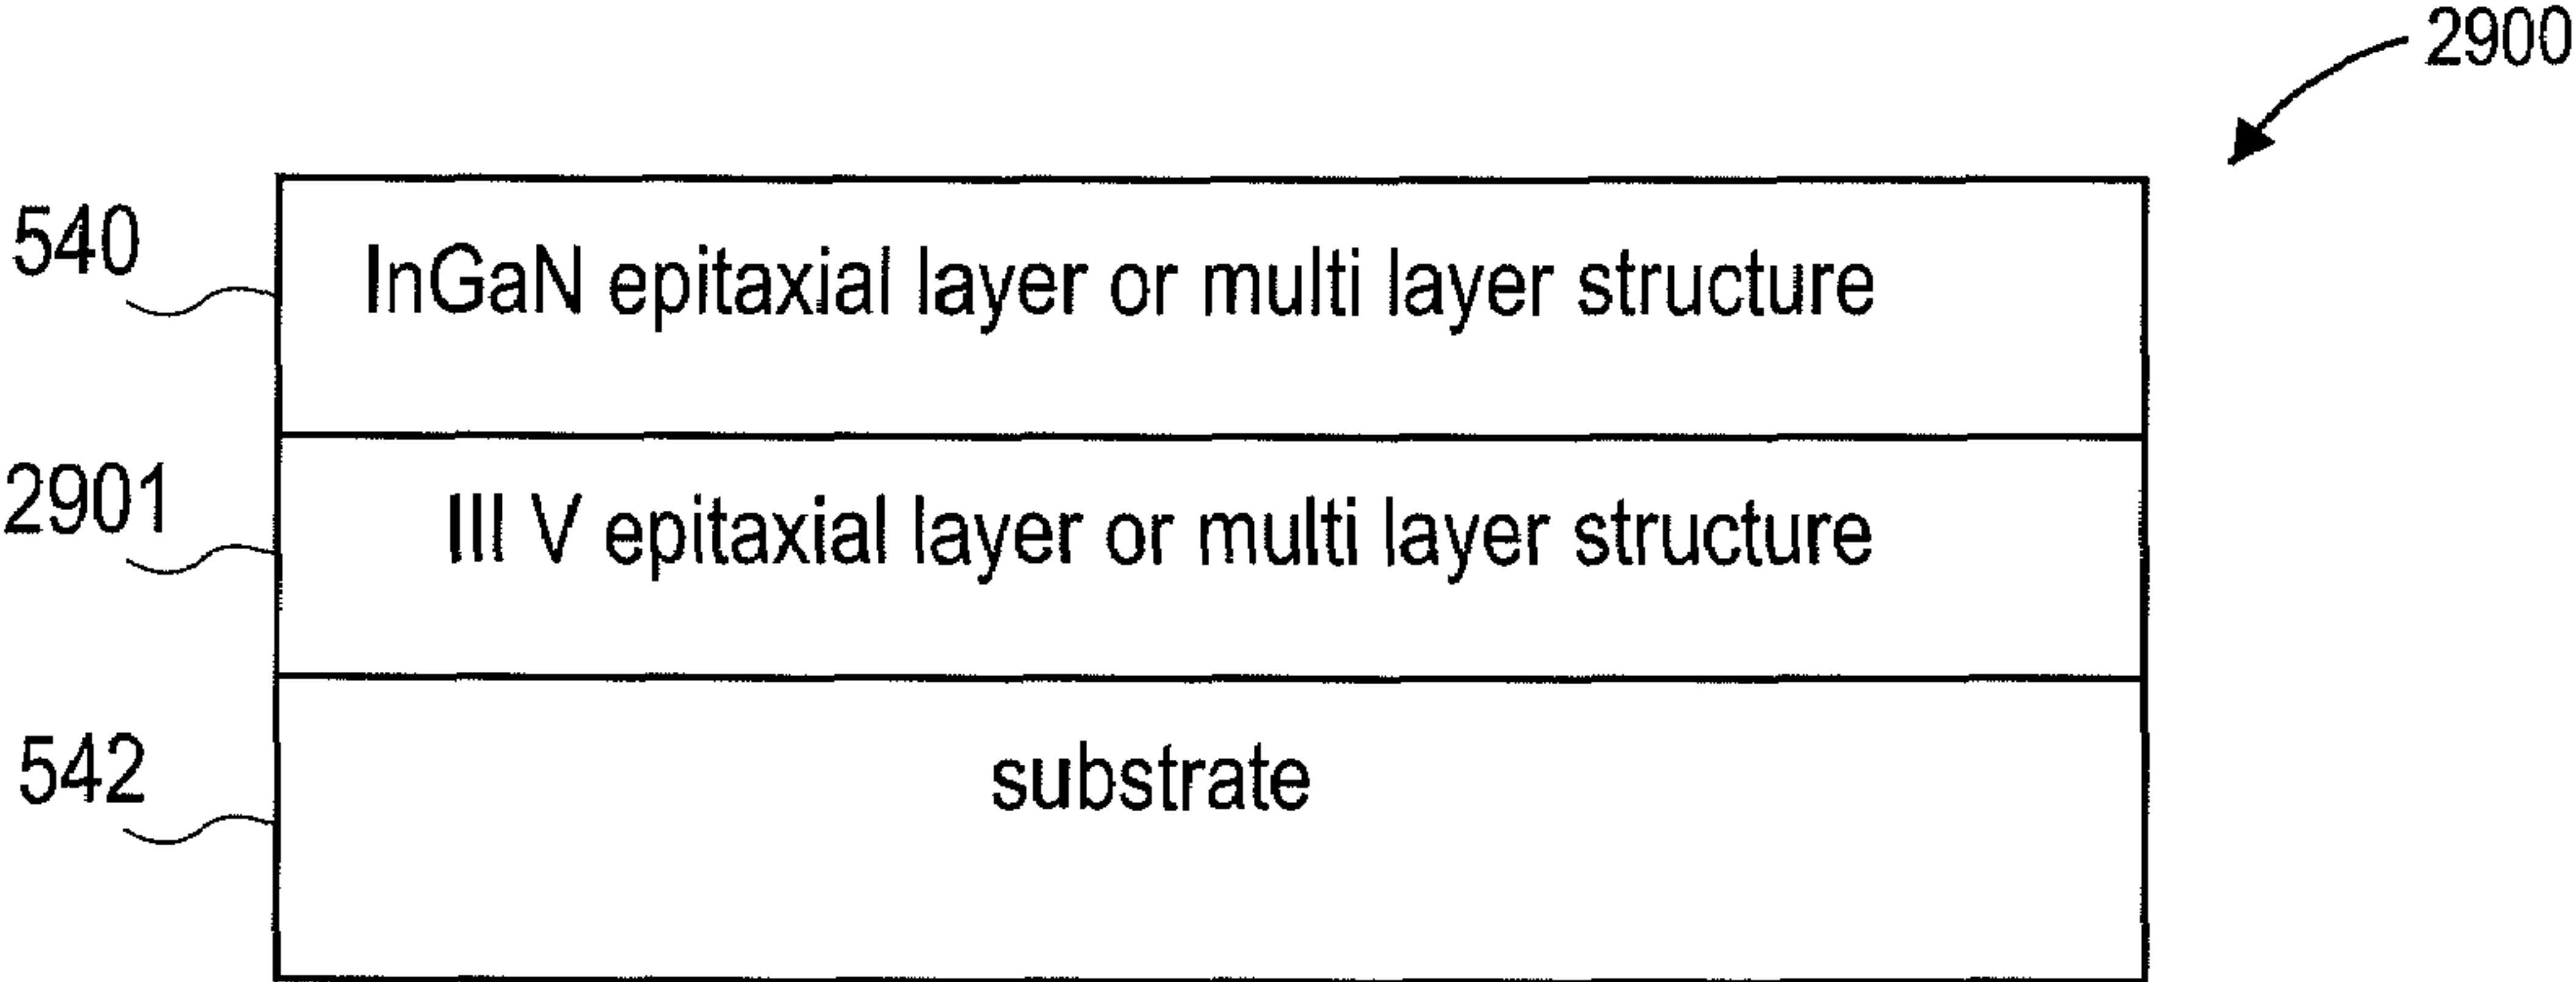 2900
540
InGaN epitaxial layer or multi layer structure
2901
III V epitaxial layer or multi layer structure
542
substrate